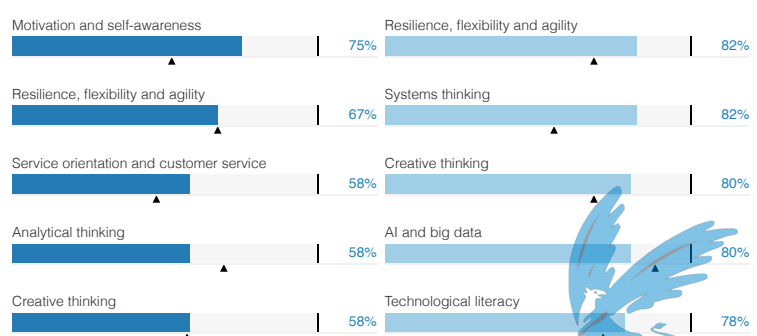 Motivation and self-awareness
75%
Resilience, flexibility and agility
67%
Service orientation and customer service
58%
Analytical thinking
58%
Creative thinking
58%
Resilience, flexibility and agility
82%
Systems thinking
82%
Creative thinking
80%
AI and big data
80%
Technological literacy
78%